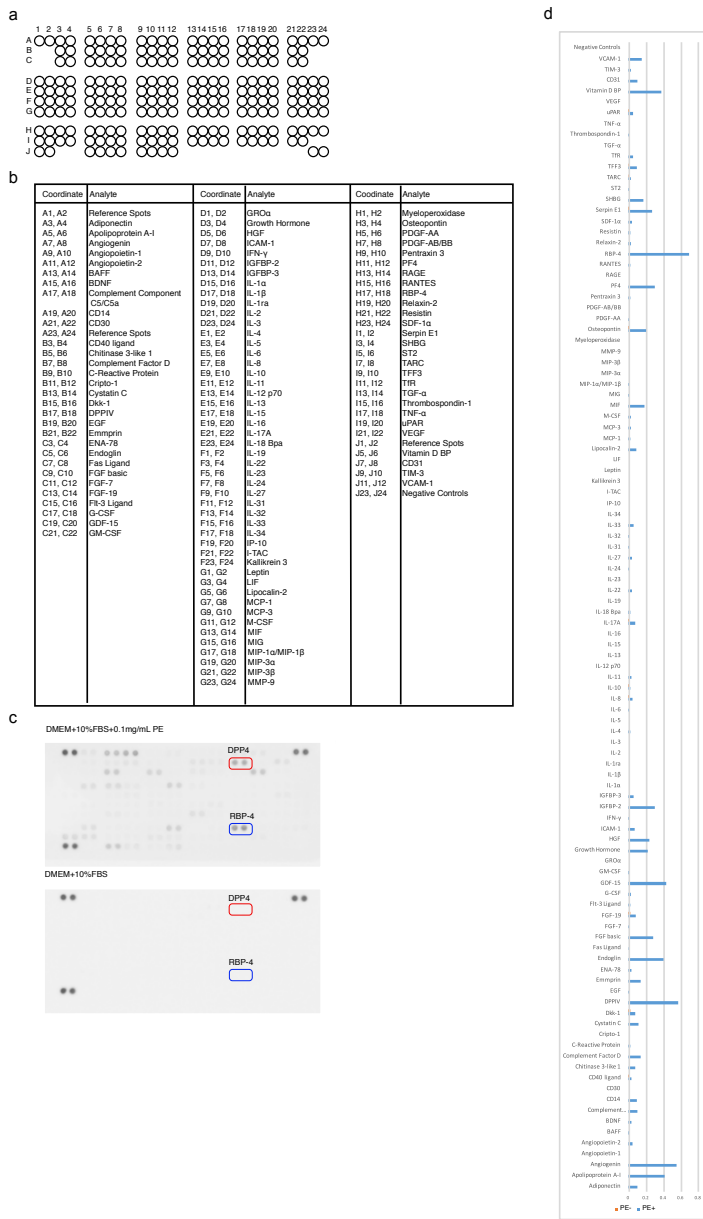 a
1 2 3 4 5 6 7 8 9 10 11 12 13 14 15 16 17 18 19 20 21 22 23 24
A
B
C
D
E
F
G
H
I
J
b
Coordinate Analyte
A1, A2 Reference Spots
A3, A4 Adiponectin
A5, A6 Apolipoprotein A-I
A7, A8 Angiogenin
A9, A10 Angiopoietin-1
A11, A12 Angiopoietin-2
A13, A14 BAFF
A15, A16 BDNF
A17, A18 Complement Component
C5/C5a
A19, A20 CD14
A21, A22 CD30
A23, A24 Reference Spots
B3, B4 CD40 ligand
B5, B6 Chitinase 3-like 1
B7, B8 Complement Factor D
B9, B10 C-Reactive Protein
B11, B12 Cripto-1
B13, B14 Cystatin C
B15, B16 Dkk-1
B17, B18 DPPIV
B19, B20 EGF
B21, B22 Emmprin
C3, C4 ENA-78
C5, C6 Endoglin
C7, C8 Fas Ligand
C9, C10 FGF basic
C11, C12 FGF-7
C13, C14 FGF-19
C15, C16 Flt-3 Ligand
C17, C18 G-CSF
C19, C20 GDF-15
C21, C22 GM-CSF
Coordinate Analyte
D1, D2 GROα
D3, D4 Growth Hormone
D5, D6 HGF
D7, D8 ICAM-1
D9, D10 IFN-γ
D11, D12 IGFBP-2
D13, D14 IGFBP-3
D15, D16 IL-1α
D17, D18 IL-1β
D19, D20 IL-1ra
D21, D22 IL-2
D23, D24 IL-3
E1, E2 IL-4
E3, E4 IL-5
E5, E6 IL-6
E7, E8 IL-8
E9, E10 IL-10
E11, E12 IL-11
E13, E14 IL-12 p70
E15, E16 IL-13
E17, E18 IL-15
E19, E20 IL-16
E21, E22 IL-17A
E23, E24 IL-18 Bpa
F1, F2 IL-19
F3, F4 IL-22
F5, F6 IL-23
F7, F8 IL-24
F9, F10 IL-27
F11, F12 IL-31
F13, F14 IL-32
F15, F16 IL-33
F17, F18 IL-34
F19, F20 IP-10
F21, F22 I-TAC
F23, F24 Kallikrein 3
G1, G2 Leptin
G3, G4 LIF
G5, G6 Lipocalin-2
G7, G8 MCP-1
G9, G10 MCP-3
G11, G12 M-CSF
G13, G14 MIF
G15, G16 MIG
G17, G18 MIP-1α/MIP-1β
G19, G20 MIP-3α
G21, G22 MIP-3β
G23, G24 MMP-9
Coodinate Analyte
H1, H2 Myeloperoxidase
H3, H4 Osteopontin
H5, H6 PDGF-AA
H7, H8 PDGF-AB/BB
H9, H10 Pentraxin 3
H11, H12 PF4
H13, H14 RAGE
H15, H16 RANTES
H17, H18 RBP-4
H19, H20 Relaxin-2
H21, H22 Resistin
H23, H24 SDF-1α
I1, I2 Serpin E1
I3, I4 SHBG
I5, I6 ST2
I7, I8 TARC
I9, I10 TFF3
I11, I12 TfR
I13, I14 TGF-α
I15, I16 Thrombospondin-1
I17, I18 TNF-α
I19, I20 uPAR
I21, I22 VEGF
J1, J2 Reference Spots
J5, J6 Vitamin D BP
J7, J8 CD31
J9, J10 TIM-3
J11, J12 VCAM-1
J23, J24 Negative Controls
c
DMEM+10%FBS+0.1mg/mL PE
DPP4
RBP-4
DMEM+10%FBS
DPP4
RBP-4
d
Negative Controls
VCAM-1
TIM-3
CD31
Vitamin D BP
VEGF
uPAR
TNF-α
Thrombospondin-1
TGF-α
TfR
TFF3
TARC
ST2
SHBG
Serpin E1
SDF-1α
Resistin
Relaxin-2
RBP-4
RANTES
RAGE
PF4
Pentraxin 3
PDGF-AB/BB
PDGF-AA
Osteopontin
Myeloperoxidase
MMP-9
MIP-3β
MIP-3α
MIP-1α/MIP-1β
MIG
MIF
M-CSF
MCP-3
MCP-1
Lipocalin-2
LIF
Leptin
Kallikrein 3
I-TAC
IP-10
IL-34
IL-33
IL-32
IL-31
IL-27
IL-24
IL-23
IL-22
IL-19
IL-18 Bpa
IL-17A
IL-16
IL-15
IL-13
IL-12 p70
IL-11
IL-10
IL-8
IL-6
IL-5
IL-4
IL-3
IL-2
IL-1ra
IL-1β
IL-1α
IGFBP-3
IGFBP-2
IFN-γ
ICAM-1
HGF
Growth Hormone
GROα
GM-CSF
GDF-15
G-CSF
Flt-3 Ligand
FGF-19
FGF-7
FGF basic
Fas Ligand
Endoglin
ENA-78
Emmprin
EGF
DPPIV
Dkk-1
Cystatin C
Cripto-1
C-Reactive Protein
Complement Factor D
Chitinase 3-like 1
CD40 ligand
CD30
CD14
Complement...
BDNF
BAFF
Angiopoietin-2
Angiopoietin-1
Angiogenin
Apolipoprotein A-I
Adiponectin
0 0.2 0.4 0.6 0.8
PE- PE+